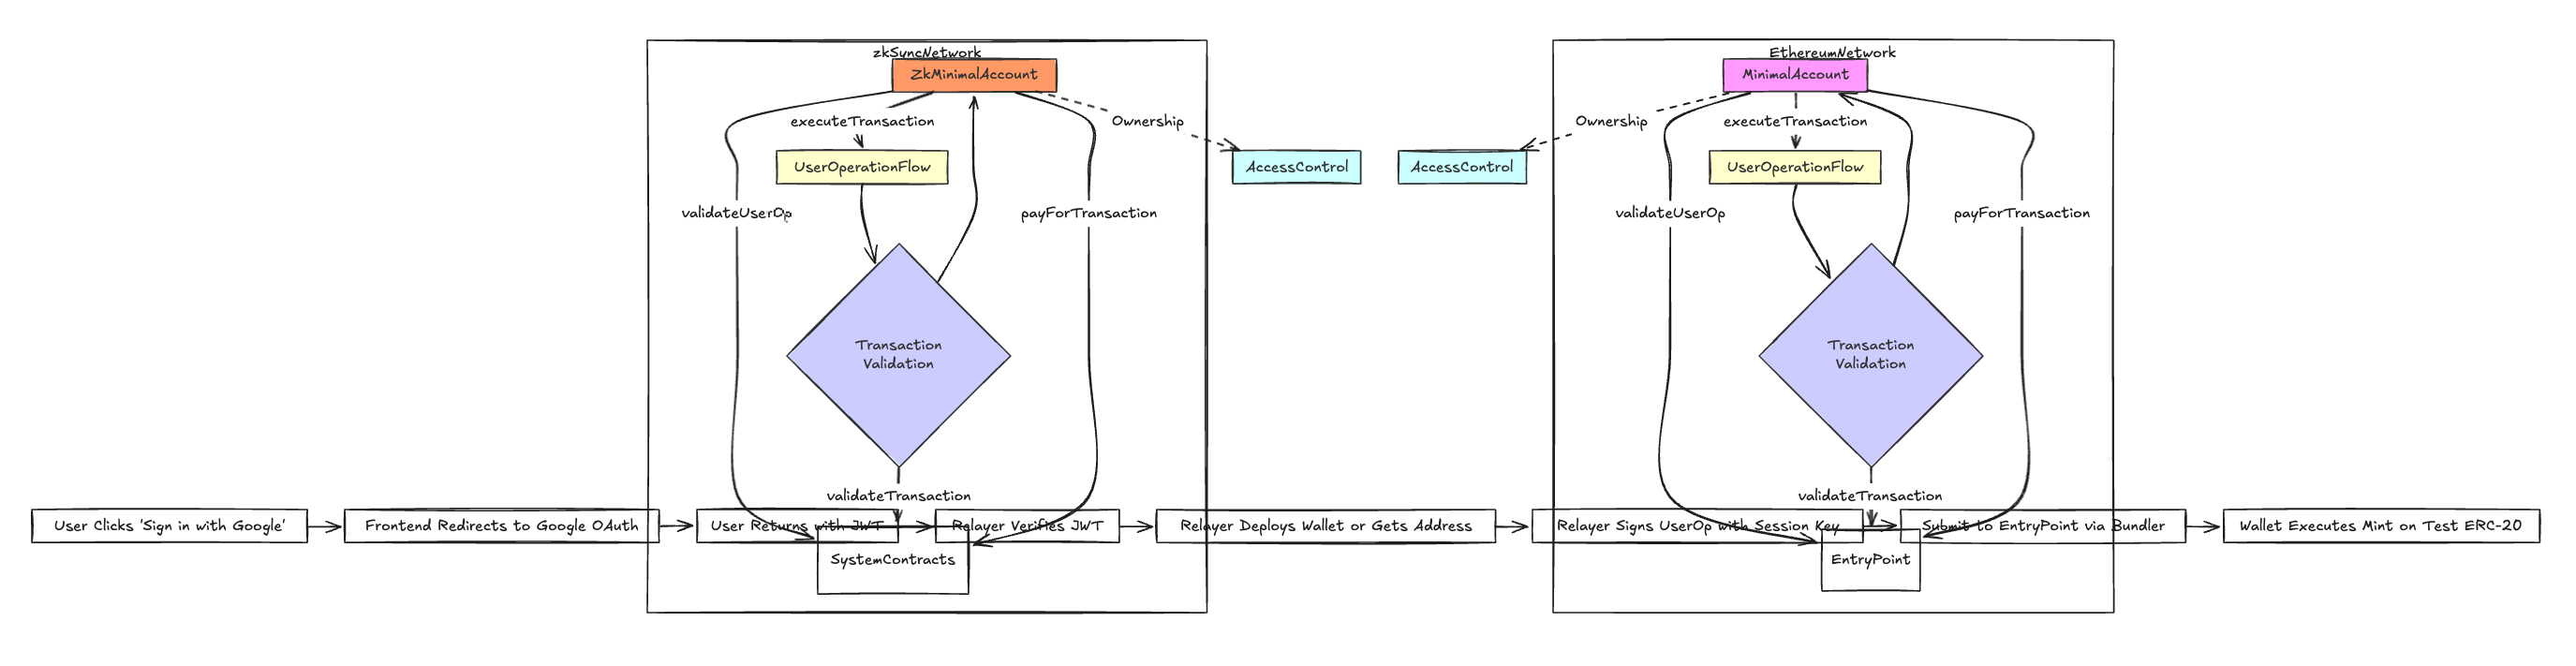 zkSyncNetwork
ZkMinimalAccount
executeTransaction
Ownership
UserOperationFlow
AccessControl
validateUserOp
payForTransaction
Transaction
Validation
validateTransaction
SystemContracts
EthereumNetwork
MinimalAccount
Ownership
executeTransaction
AccessControl
UserOperationFlow
validateUserOp
payForTransaction
Transaction
Validation
validateTransaction
EntryPoint
User Clicks 'Sign in with Google'
Frontend Redirects to Google OAuth
User Returns with JWT
Relayer Verifies JWT
Relayer Deploys Wallet or Gets Address
Relayer Signs UserOp with Session Key
Submit to EntryPoint via Bundler
Wallet Executes Mint on Test ERC-20